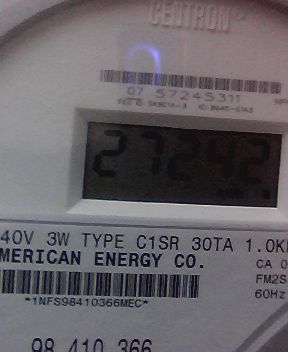 CENTRON
07 57245311
27242
40V 3W TYPE C1SR 30TA 1.0K
MERICAN ENERGY CO.
CA 0
FM2S
60Hz
*1NFS98410366MEC*
98 410 366